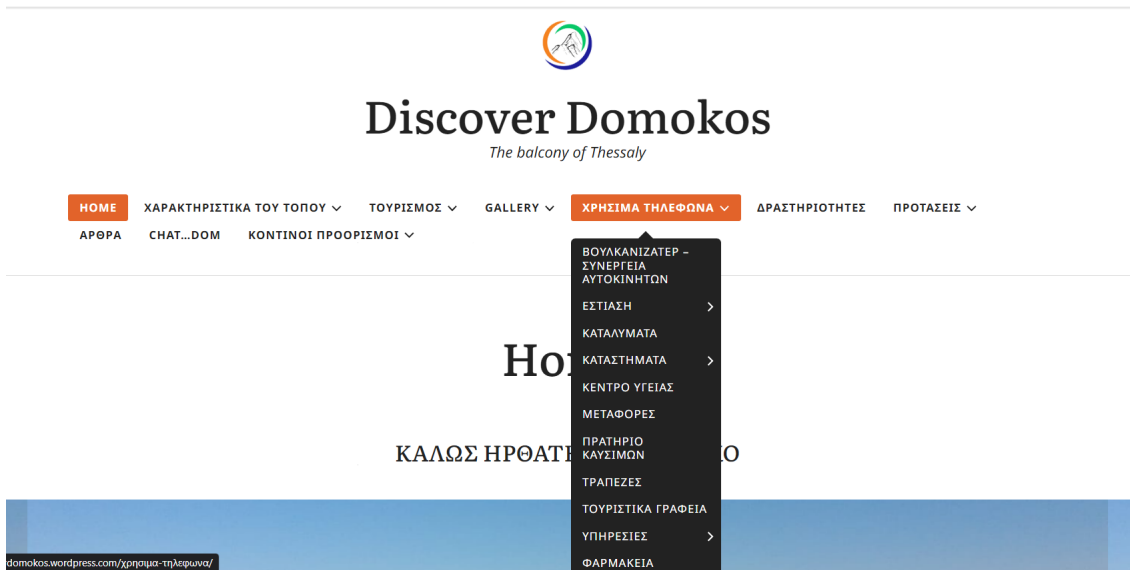 Discover Domokos
The balcony of Thessaly
HOME ΧΑΡΑΚΤΗΡΙΣΤΙΚΑ ΤΟΥ ΤΟΠΟΥ ΤΟΥΡΙΣΜΟΣ GALLERY ΧΡΗΣΙΜΑ ΤΗΛΕΦΩΝΑ ΔΡΑΣΤΗΡΙΟΤΗΤΕΣ ΠΡΟΤΑΣΕΙΣ
ΑΡΘΡΑ CHAT...DOM ΚΟΝΤΙΝΟΙ ΠΡΟΟΡΙΣΜΟΙ
ΒΟΥΛΚΑΝΙΖΑΤΕΡ –
ΣΥΝΕΡΓΕΙΑ
ΑΥΤΟΚΙΝΗΤΩΝ
ΕΣΤΙΑΣΗ
ΚΑΤΑΛΥΜΑΤΑ
ΚΑΤΑΣΤΗΜΑΤΑ
ΚΕΝΤΡΟ ΥΓΕΙΑΣ
ΜΕΤΑΦΟΡΕΣ
ΠΡΑΤΗΡΙΟ
ΚΑΥΣΙΜΩΝ
ΤΡΑΠΕΖΕΣ
ΤΟΥΡΙΣΤΙΚΑ ΓΡΑΦΕΙΑ
ΥΠΗΡΕΣΙΕΣ
ΦΑΡΜΑΚΕΙΑ
ΚΑΛΩΣ
domokos.wordpress.com/χρησιμα-τηλεφωνα/